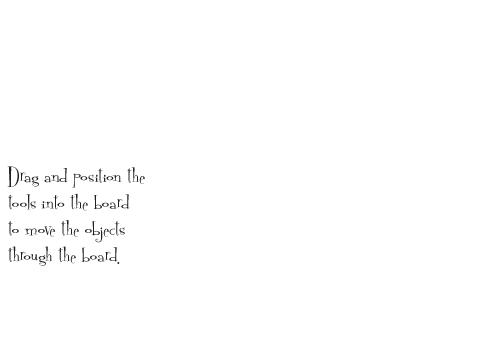 Drag and position the
tools into the board
to move the objects
through the board.